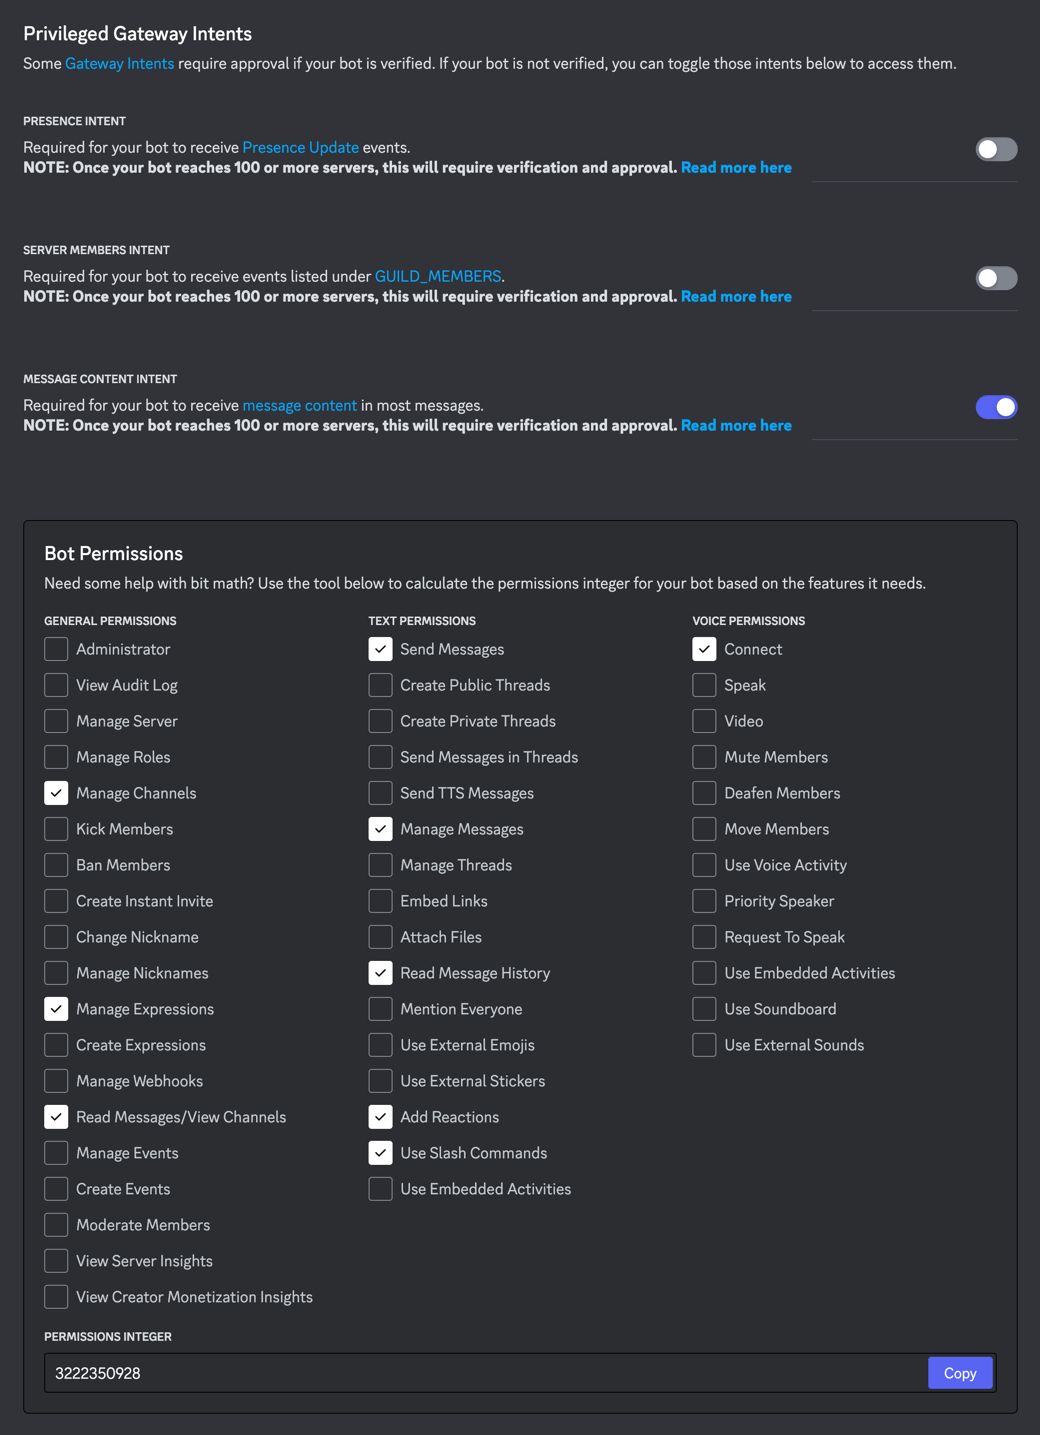 Privileged Gateway Intents
Some Gateway Intents require approval if your bot is verified. If your bot is not verified, you can toggle those intents below to access them.
PRESENCE INTENT
Required for your bot to receive Presence Update events.
NOTE: Once your bot reaches 100 or more servers, this will require verification and approval. Read more here
SERVER MEMBERS INTENT
Required for your bot to receive events listed under GUILD_MEMBERS.
NOTE: Once your bot reaches 100 or more servers, this will require verification and approval. Read more here
MESSAGE CONTENT INTENT
Required for your bot to receive message content in most messages.
NOTE: Once your bot reaches 100 or more servers, this will require verification and approval. Read more here
Bot Permissions
Need some help with bit math? Use the tool below to calculate the permissions integer for your bot based on the features it needs.
GENERAL PERMISSIONS
Administrator
View Audit Log
Manage Server
Manage Roles
Manage Channels
Kick Members
Ban Members
Create Instant Invite
Change Nickname
Manage Nicknames
Manage Expressions
Create Expressions
Manage Webhooks
Read Messages/View Channels
Manage Events
Create Events
Moderate Members
View Server Insights
View Creator Monetization Insights
TEXT PERMISSIONS
Send Messages
Create Public Threads
Create Private Threads
Send Messages in Threads
Send TTS Messages
Manage Messages
Manage Threads
Embed Links
Attach Files
Read Message History
Mention Everyone
Use External Emojis
Use External Stickers
Add Reactions
Use Slash Commands
Use Embedded Activities
VOICE PERMISSIONS
Connect
Speak
Video
Mute Members
Deafen Members
Move Members
Use Voice Activity
Priority Speaker
Request To Speak
Use Embedded Activities
Use Soundboard
Use External Sounds
PERMISSIONS INTEGER
3222350928
Copy